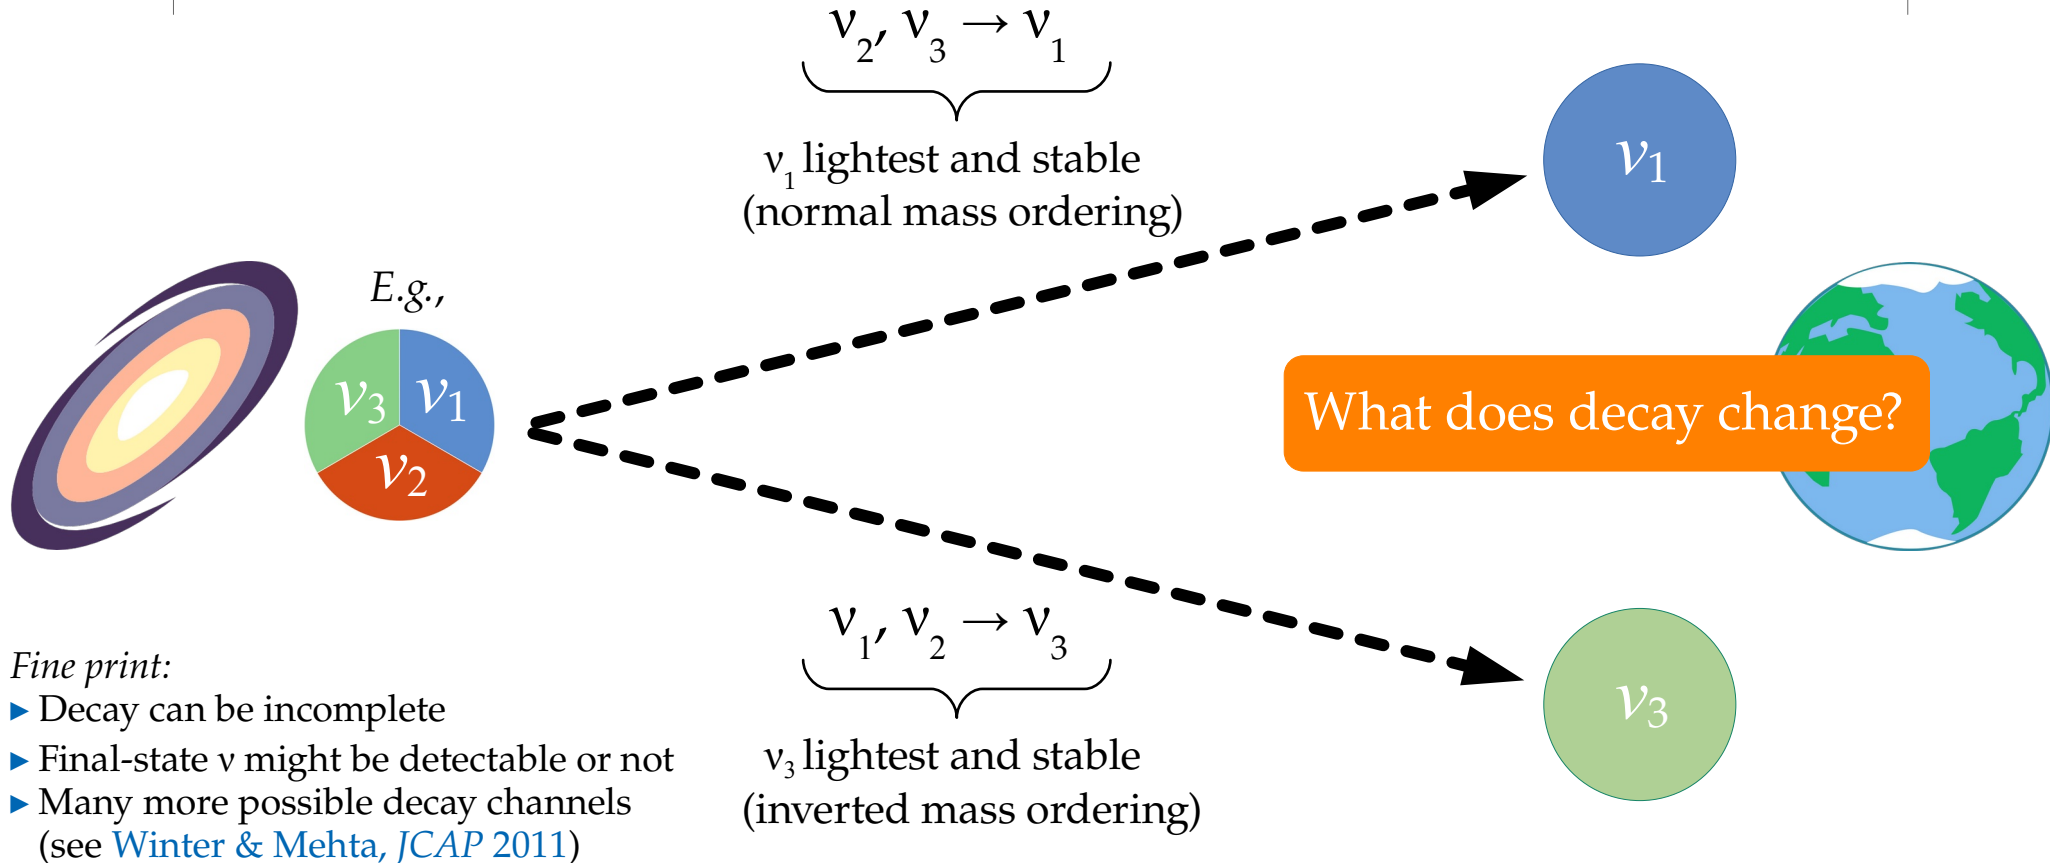 ν2, ν3 → ν1
ν1 lightest and stable
(normal mass ordering)
ν1
E.g.,
ν3
ν1
ν2
What does decay change?
ν1, ν2 → ν3
ν3 lightest and stable
(inverted mass ordering)
ν3
Fine print:
▸ Decay can be incomplete
▸ Final-state ν might be detectable or not
▸ Many more possible decay channels
(see Winter & Mehta, JCAP 2011)